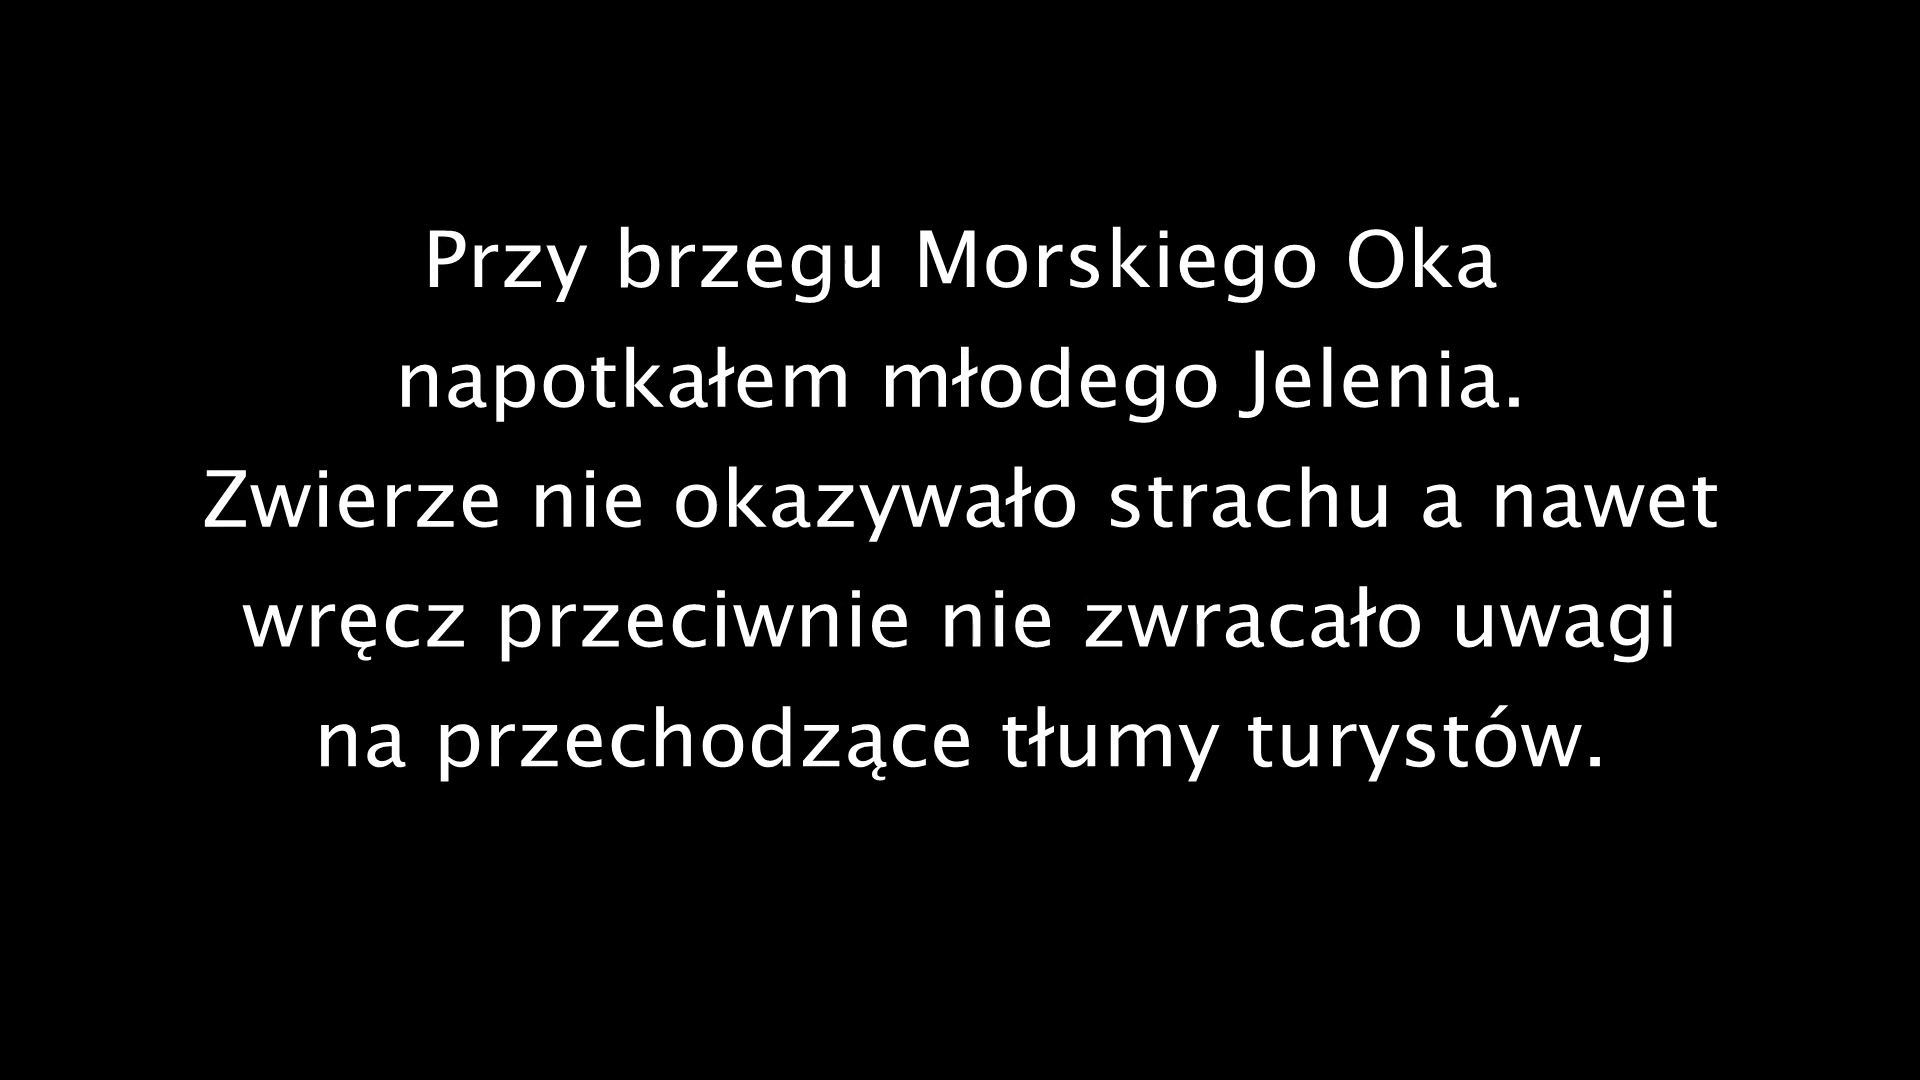 Przy brzegu Morskiego Oka
napotkałem młodego Jelenia.
Zwierze nie okazywało strachu a nawet
wręcz przeciwnie nie zwracało uwagi
na przechodzące tłumy turystów.